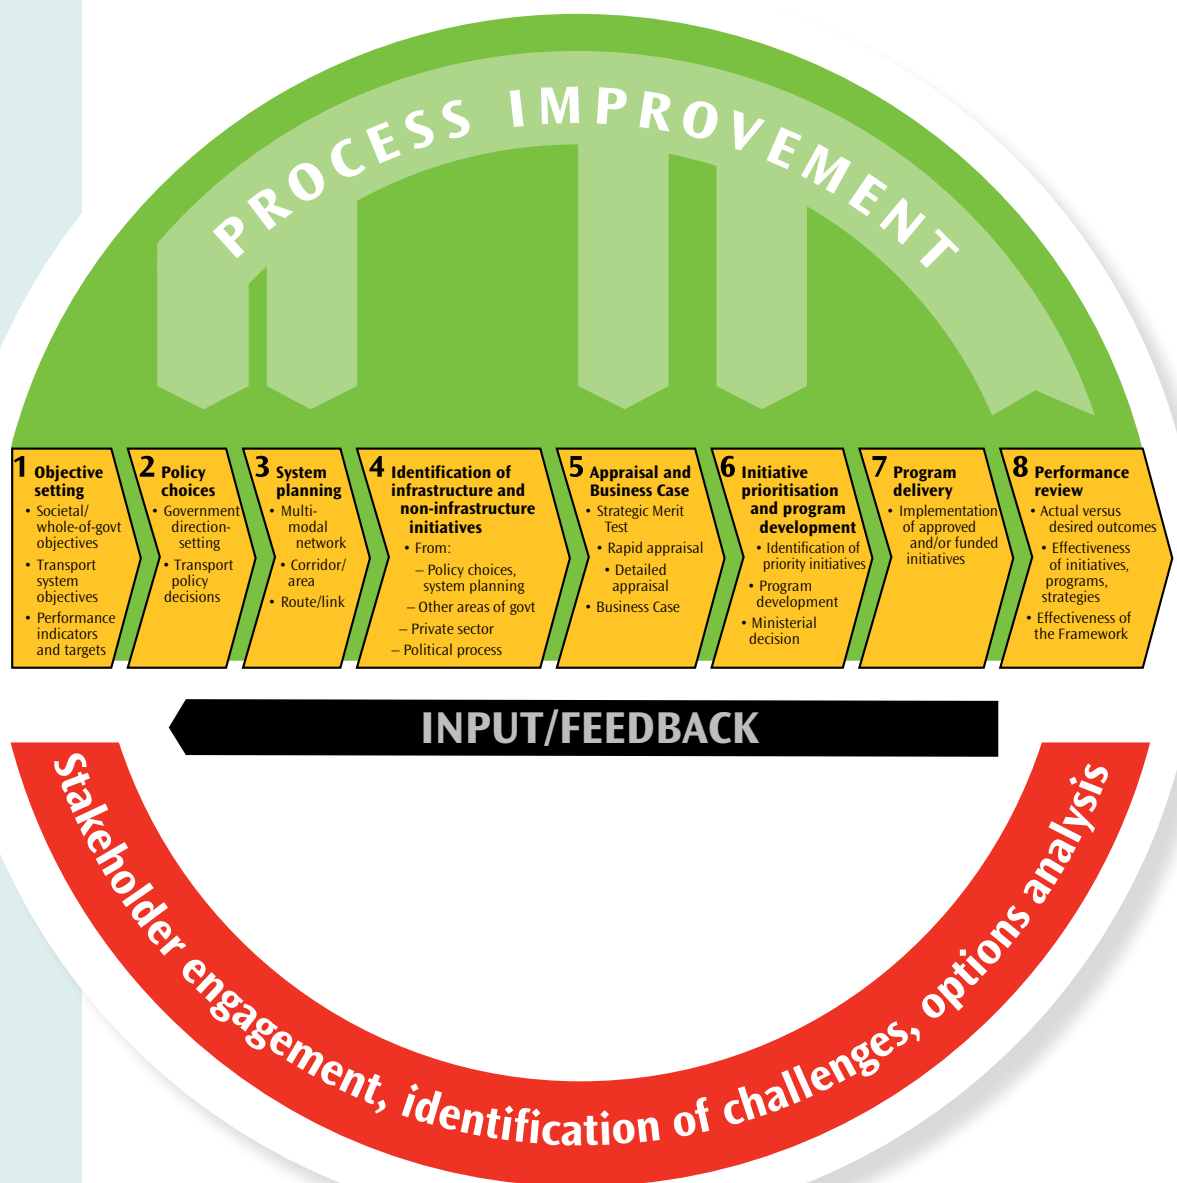 PROCESS IMPROVEMENT
1 Objective
setting
• Societal/
whole-of-govt
objectives
• Transport
system
objectives
• Performance
indicators
and targets
2 Policy
choices
• Government
direction-
setting
• Transport
policy
decisions
3 System
planning
• Multi-
modal
network
• Corridor/
area
• Route/link
4 Identification of
infrastructure and
non-infrastructure
initiatives
• From:
– Policy choices,
system planning
– Other areas of govt
– Private sector
– Political process
5 Appraisal and
Business Case
• Strategic Merit
Test
• Rapid appraisal
• Detailed
appraisal
• Business Case
6 Initiative
prioritisation
and program
development
• Identification of
priority initiatives
• Program
development
• Ministerial
decision
7 Program
delivery
• Implementation
of approved
and/or funded
initiatives
8 Performance
review
• Actual versus
desired outcomes
• Effectiveness
of initiatives,
programs,
strategies
• Effectiveness of
the Framework
INPUT/FEEDBACK
Stakeholder engagement, identification of challenges, options analysis